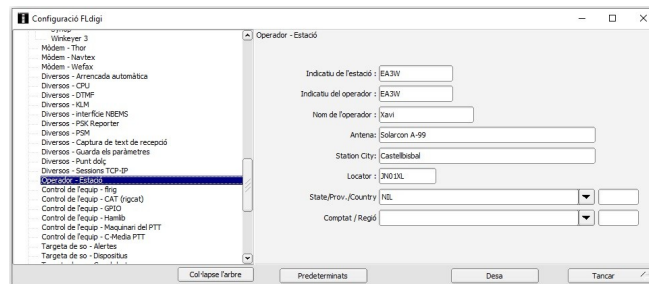 Configuració FLdigi
Winkeyer 3
Mòdem - Thor
Mòdem - Navtex
Mòdem - Wefax
Diversos - Arrencada automàtica
Diversos - CPU
Diversos - DTMF
Diversos - KLM
Diversos - interfície NBEMS
Diversos - PSK Reporter
Diversos - PSM
Diversos - Captura de text de recepció
Diversos - Guarda els paràmetres
Diversos - Punt dolç
Diversos - Sessions TCP-IP
Operador - Estació
Control de l'equip - flrig
Control de l'equip - CAT (rigcat)
Control de l'equip - GPIO
Control de l'equip - Hamlib
Control de l'equip - Maquinari del PTT
Control de l'equip - C-Media PTT
Targeta de so - Alertes
Targeta de so - Dispositius
Col·lapse l'arbre
Operador - Estació
Indicatiu de l'estació : EA3W
Indicatiu del operador : EA3W
Nom de l'operador : Xavi
Antena: Solarcon A-99
Station City: Castellbisbal
Locator : JN01XL
State/Prov./Country NIL
Comptat / Regió
Predeterminats Desa Tancar